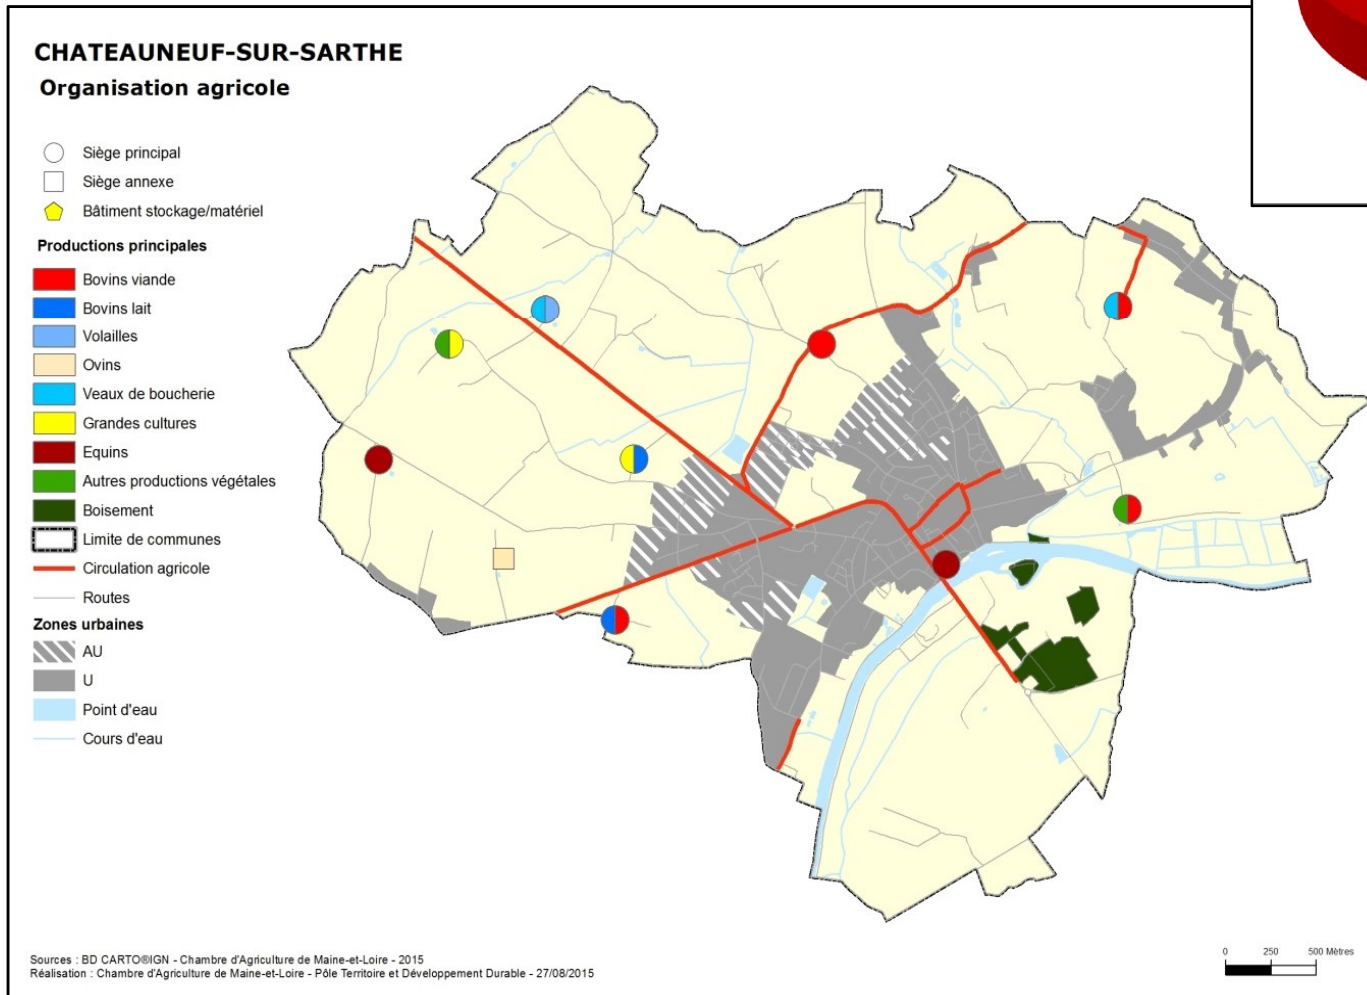 CHATEAUNEUF-SUR-SARTHE
Organisation agricole
Siège principal
Siège annexe
Bâtiment stockage/matériel
Productions principales
Bovins viande
Bovins lait
Volailles
Ovins
Veaux de boucherie
Grandes cultures
Equins
Autres productions végétales
Boisement
Limite de communes
Circulation agricole
Routes
Zones urbaines
AU
U
Point d'eau
Cours d'eau
Sources : BD CARTO®IGN - Chambre d'Agriculture de Maine-et-Loire - 2015
Réalisation : Chambre d'Agriculture de Maine-et-Loire - Pôle Territoire et Développement Durable - 27/08/2015
0 250 500 Mètres